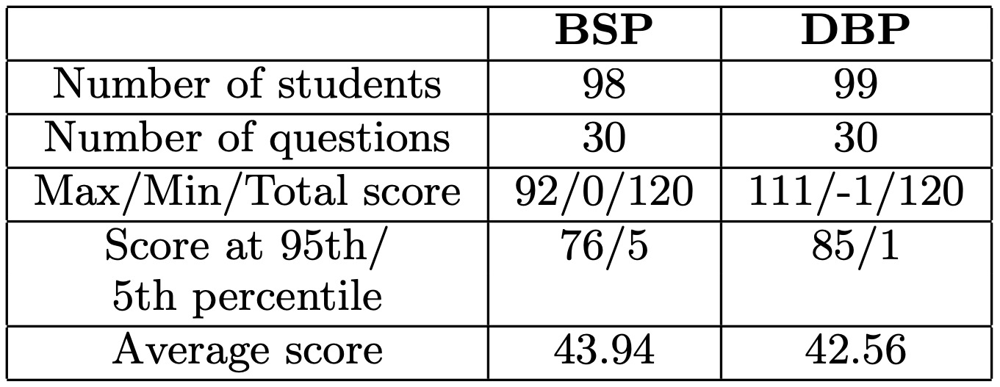 BSP DBP
Number of students 98 99
Number of questions 30 30
Max/Min/Total score 92/0/120 111/-1/120
Score at 95th/ 76/5 85/1
5th percentile
Average score 43.94 42.56